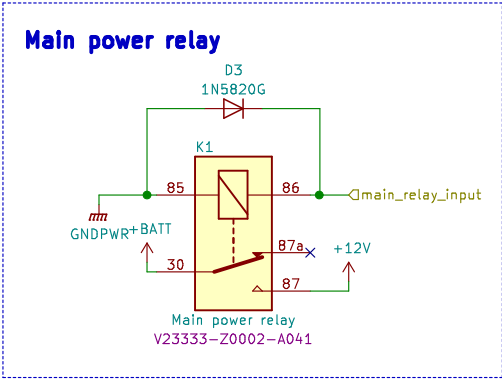 Main power relay
D3
1N5820G
K1
85
86
main_relay_input
GNDPWR
+BATT
87a
+12V
30
87
Main power relay
V23333-Z0002-A041